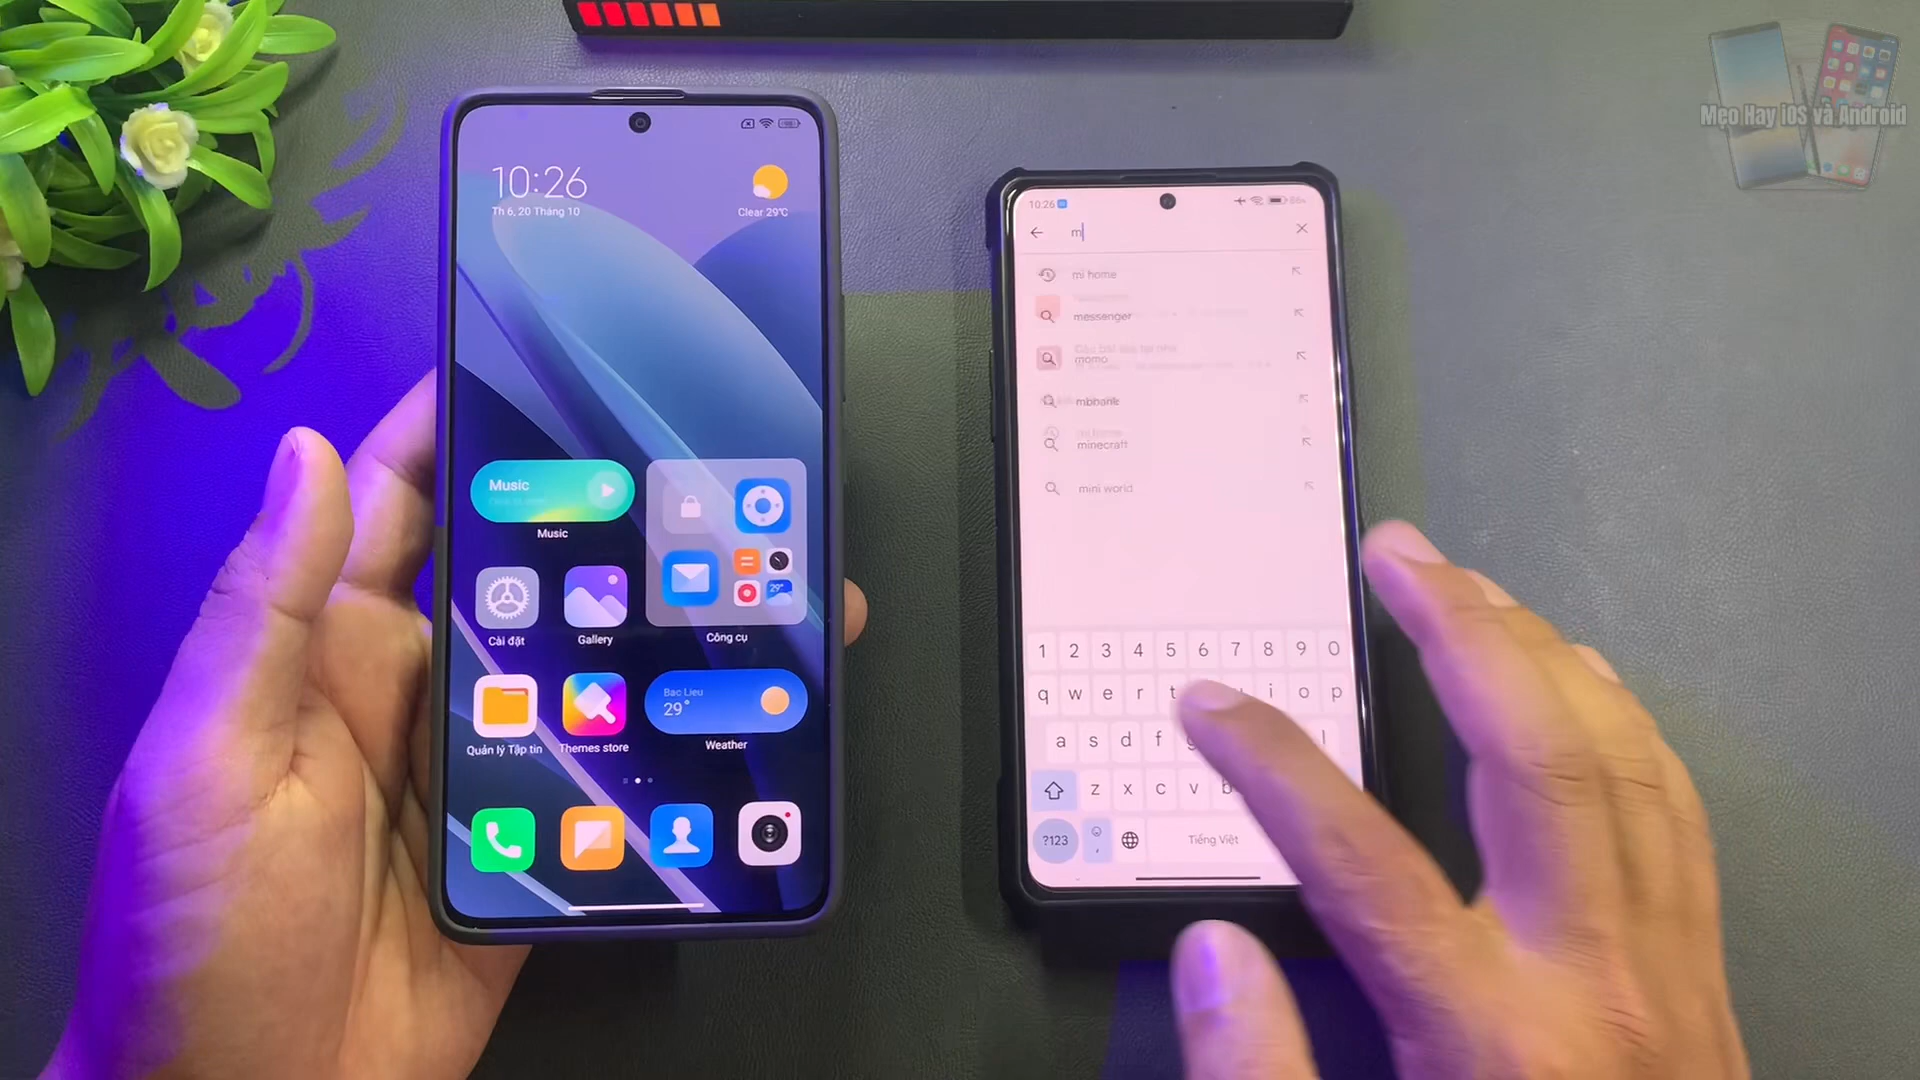 Mẹo Hay iOS và Android
10:26
Th 6, 20 Tháng 10
Clear 29°C
Music
Music
Cài đặt
Gallery
Công cụ
29°
Quản lý Tập tin
Themes store
Bac Lieu
29°
Weather
10:26
m
mi home
messenger
momo
mbbank
minecraft
mini world
1 2 3 4 5 6 7 8 9 0
q w e r t i o p
a s d f l
z x c v b
?123
Tiếng Việt